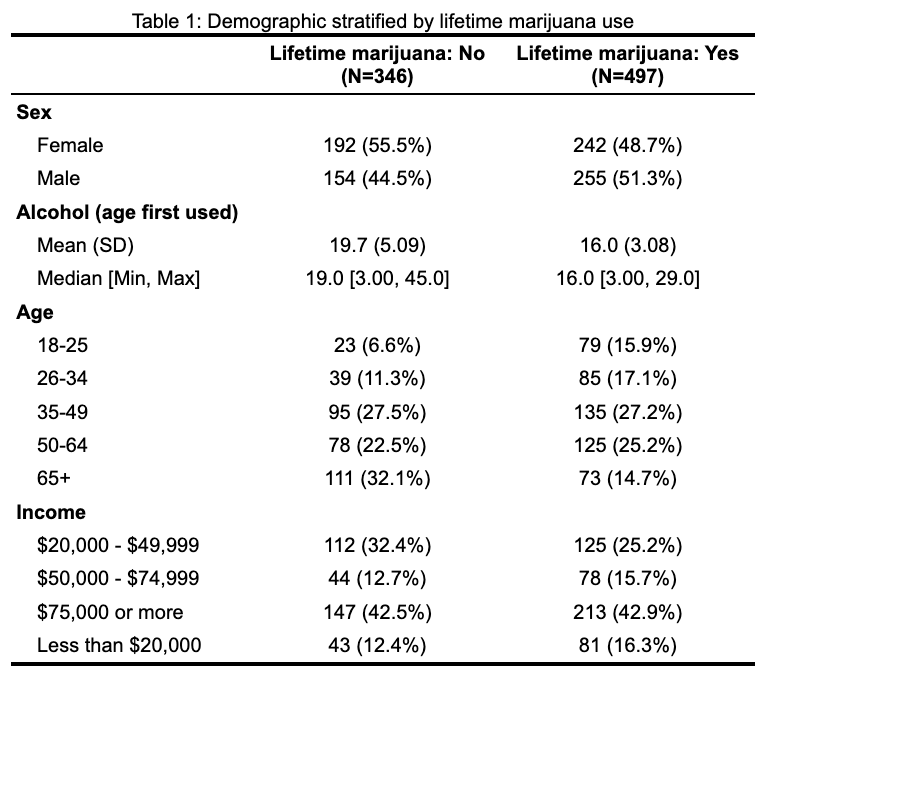 Table 1: Demographic stratified by lifetime marijuana use
Lifetime marijuana: No Lifetime marijuana: Yes
(N=346) (N=497)
Sex
Female 192 (55.5%) 242 (48.7%)
Male 154 (44.5%) 255 (51.3%)
Alcohol (age first used)
Mean (SD) 19.7 (5.09) 16.0 (3.08)
Median [Min, Max] 19.0 [3.00, 45.0] 16.0 [3.00, 29.0]
Age
18-25 23 (6.6%) 79 (15.9%)
26-34 39 (11.3%) 85 (17.1%)
35-49 95 (27.5%) 135 (27.2%)
50-64 78 (22.5%) 125 (25.2%)
65+ 111 (32.1%) 73 (14.7%)
Income
$20,000 - $49,999 112 (32.4%) 125 (25.2%)
$50,000 - $74,999 44 (12.7%) 78 (15.7%)
$75,000 or more 147 (42.5%) 213 (42.9%)
Less than $20,000 43 (12.4%) 81 (16.3%)